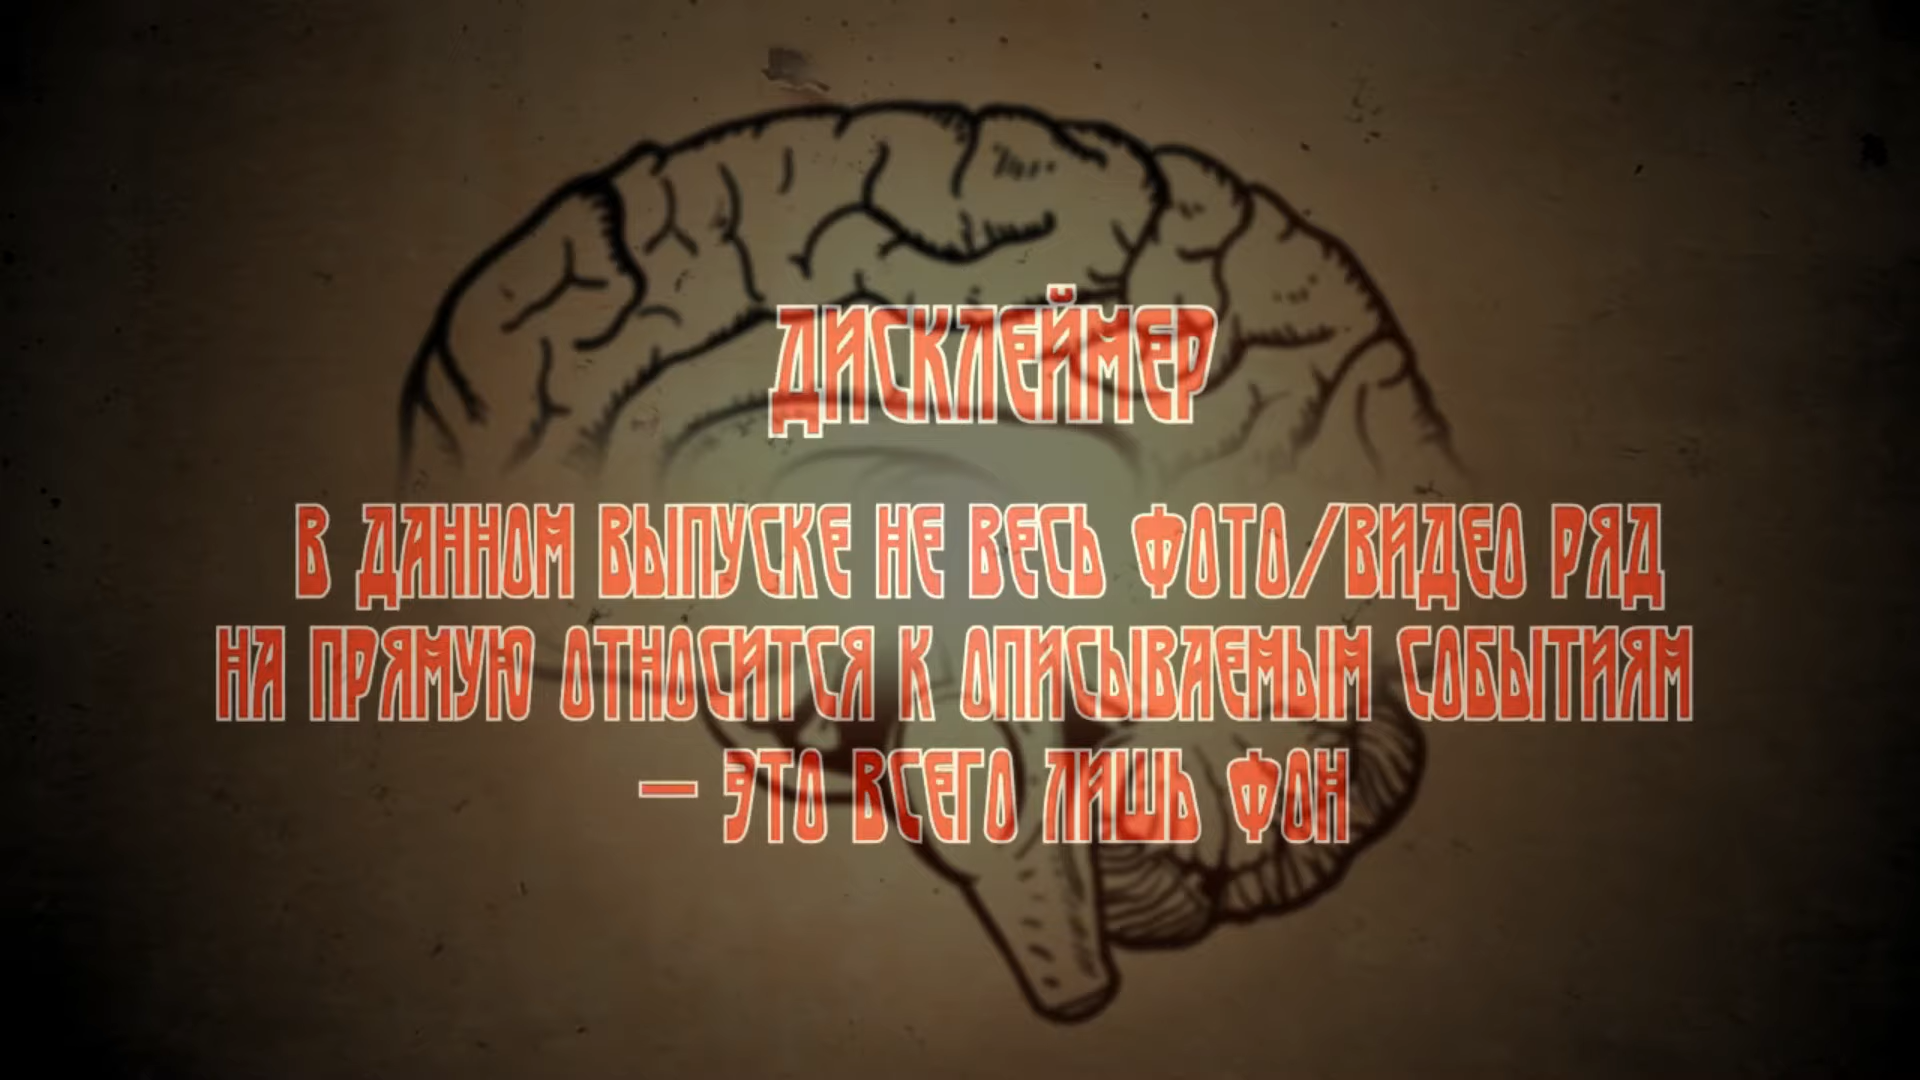 ДИСКЛЕЙМЕР
В ДАННОМ ВЫПУСКЕ НЕ ВЕСЬ ФОТО/ВИДЕО РЯД
НА ПРЯМУЮ ОТНОСИТСЯ К ОПИСЫВАЕМЫМ СОБЫТИЯМ
— ЭТО ВСЕГО ЛИШЬ ФОН